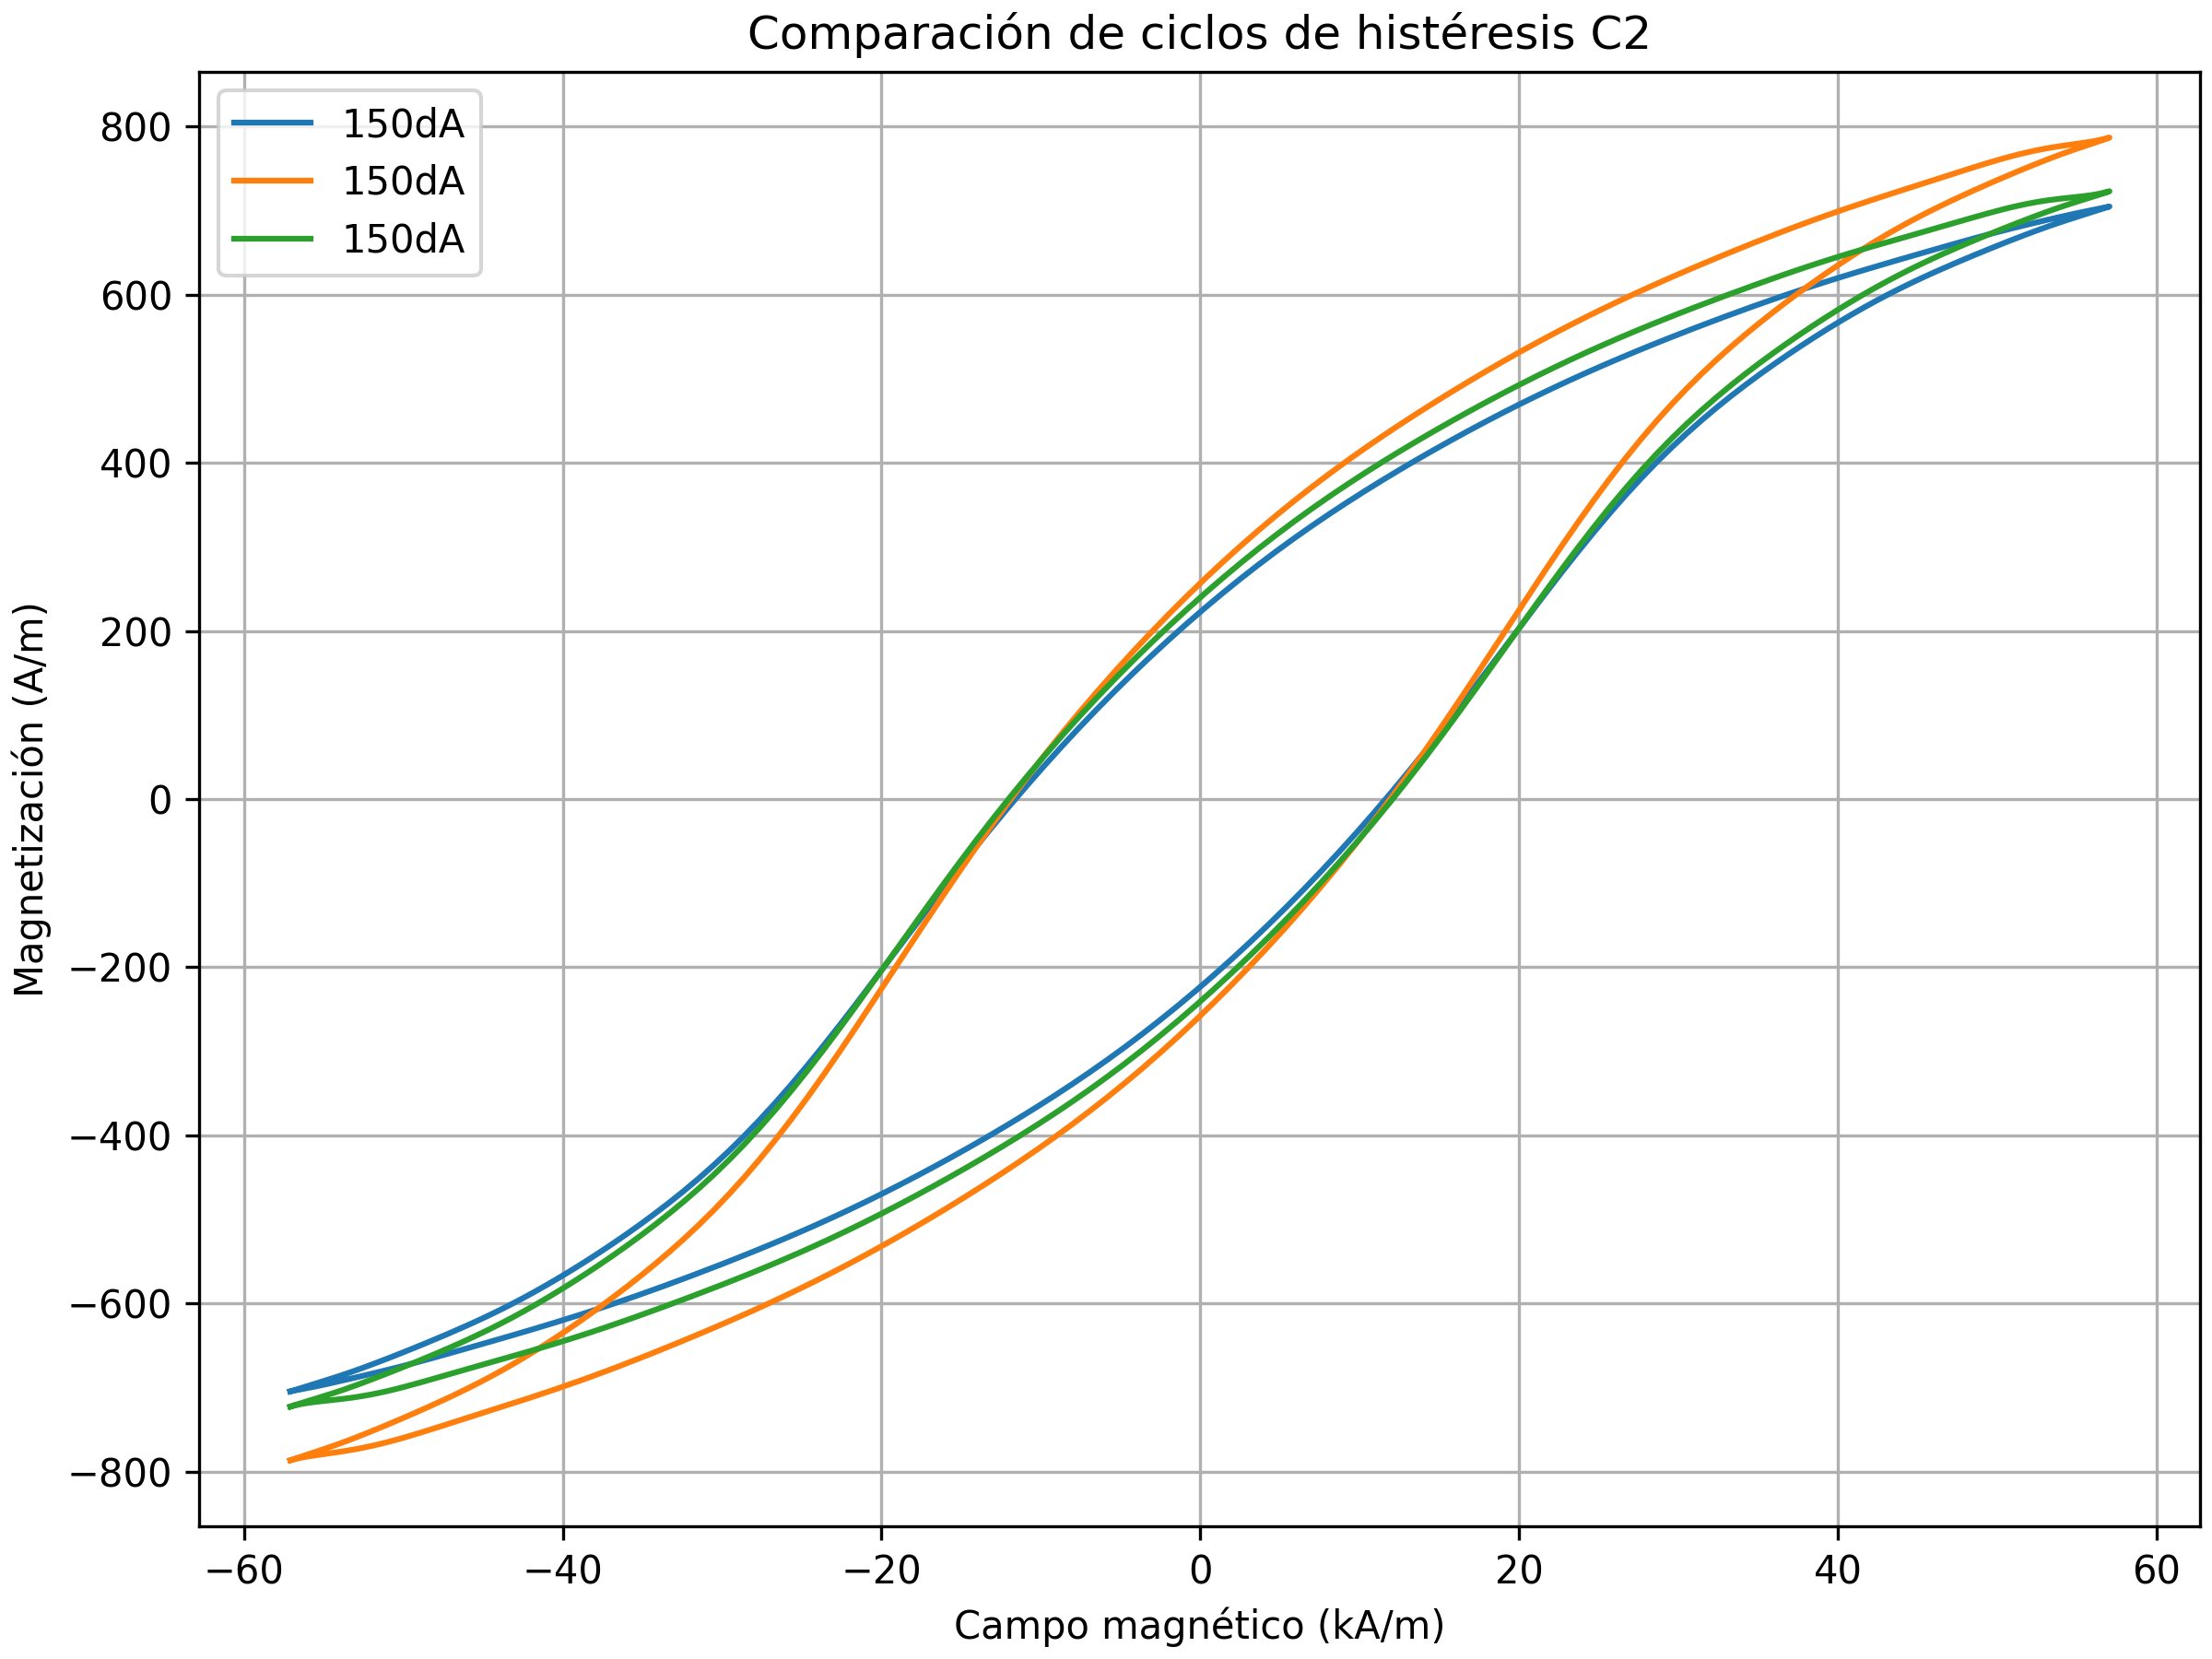 Comparación de ciclos de histéresis C2
150dA
150dA
150dA
Magnetización (A/m)
800
600
400
200
0
−200
−400
−600
−800
−60 −40 −20 0 20 40 60
Campo magnético (kA/m)